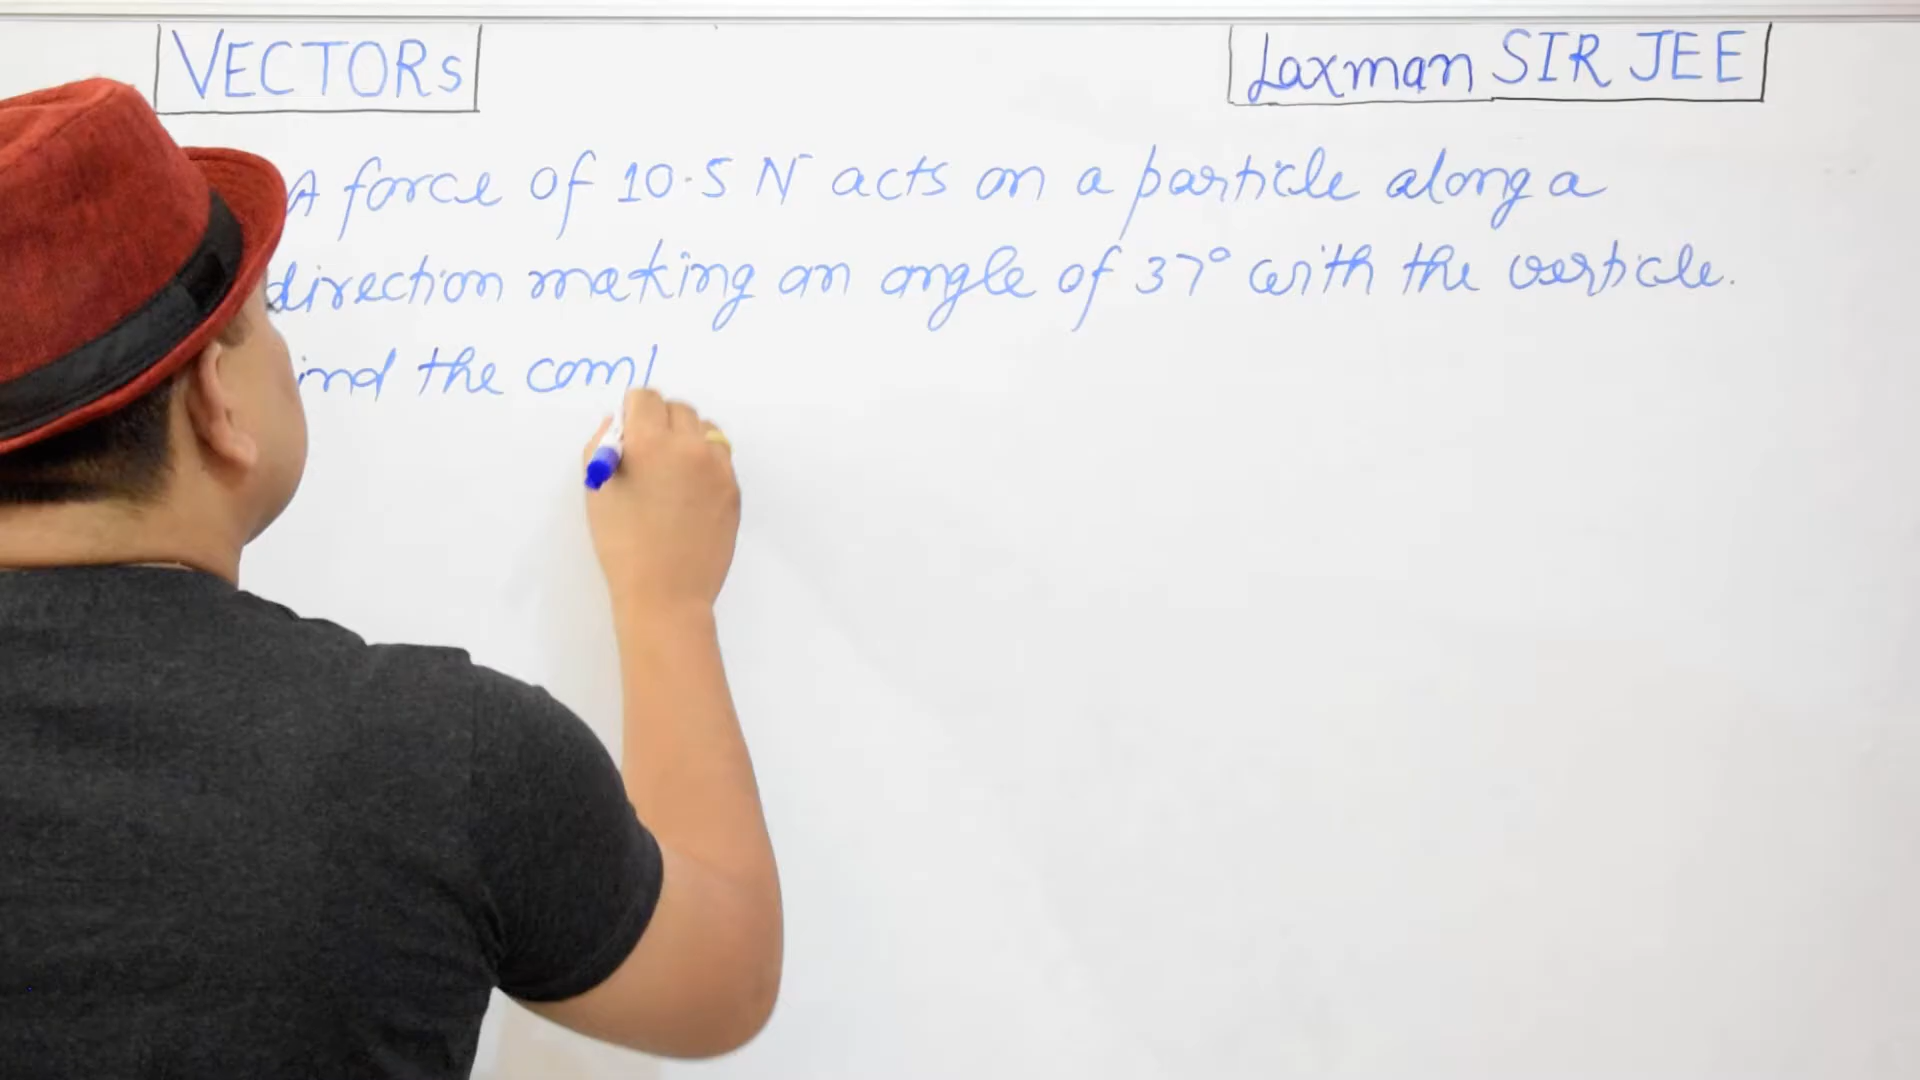 VECTORs
Laxman SIR JEE
A force of 10.5 N acts on a particle along a
direction making an angle of 37° with the verticle.
ind the com